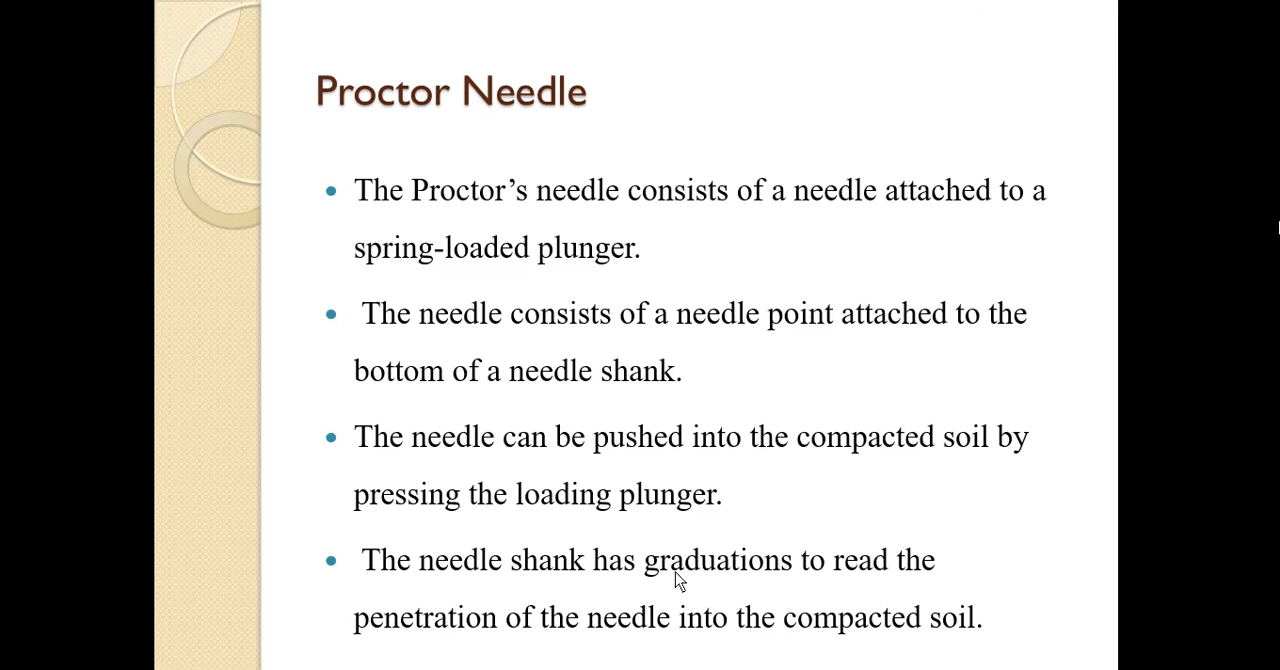 Proctor Needle
• The Proctor’s needle consists of a needle attached to a
spring-loaded plunger.
• The needle consists of a needle point attached to the
bottom of a needle shank.
• The needle can be pushed into the compacted soil by
pressing the loading plunger.
• The needle shank has graduations to read the
penetration of the needle into the compacted soil.